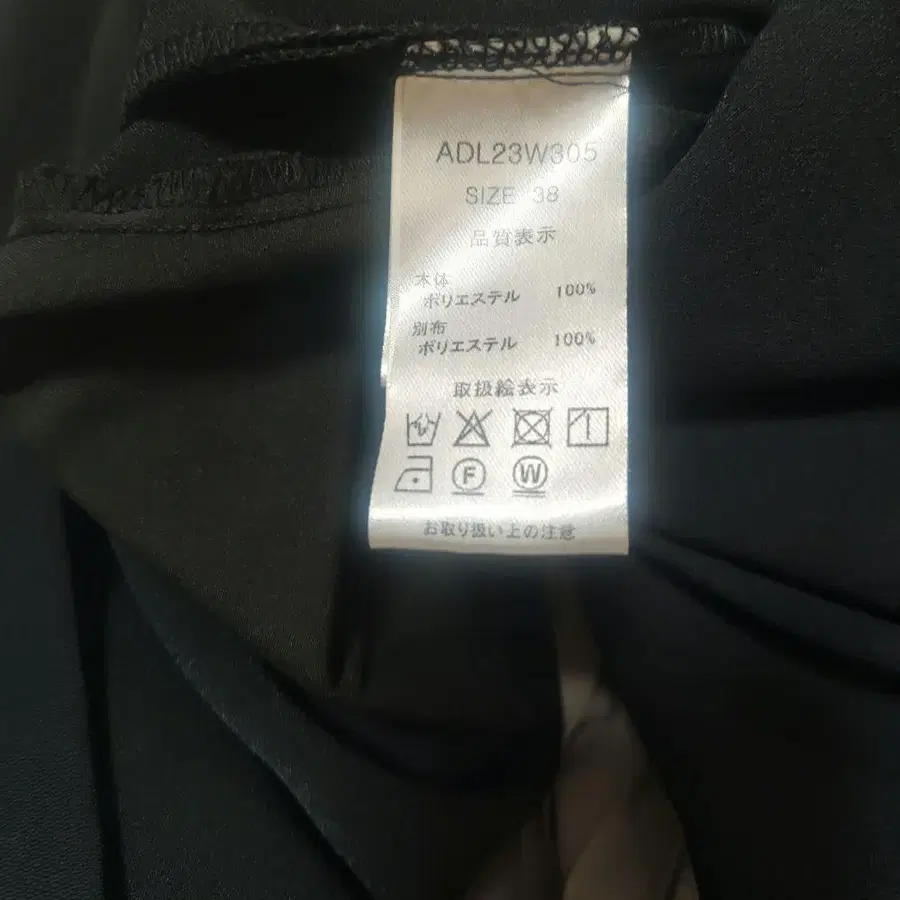 ADL23W305
SIZE 38
品質表示
本体
ポリエステル 100%
別布
ポリエステル 100%
取扱絵表示
F W
お取り扱い上の注意